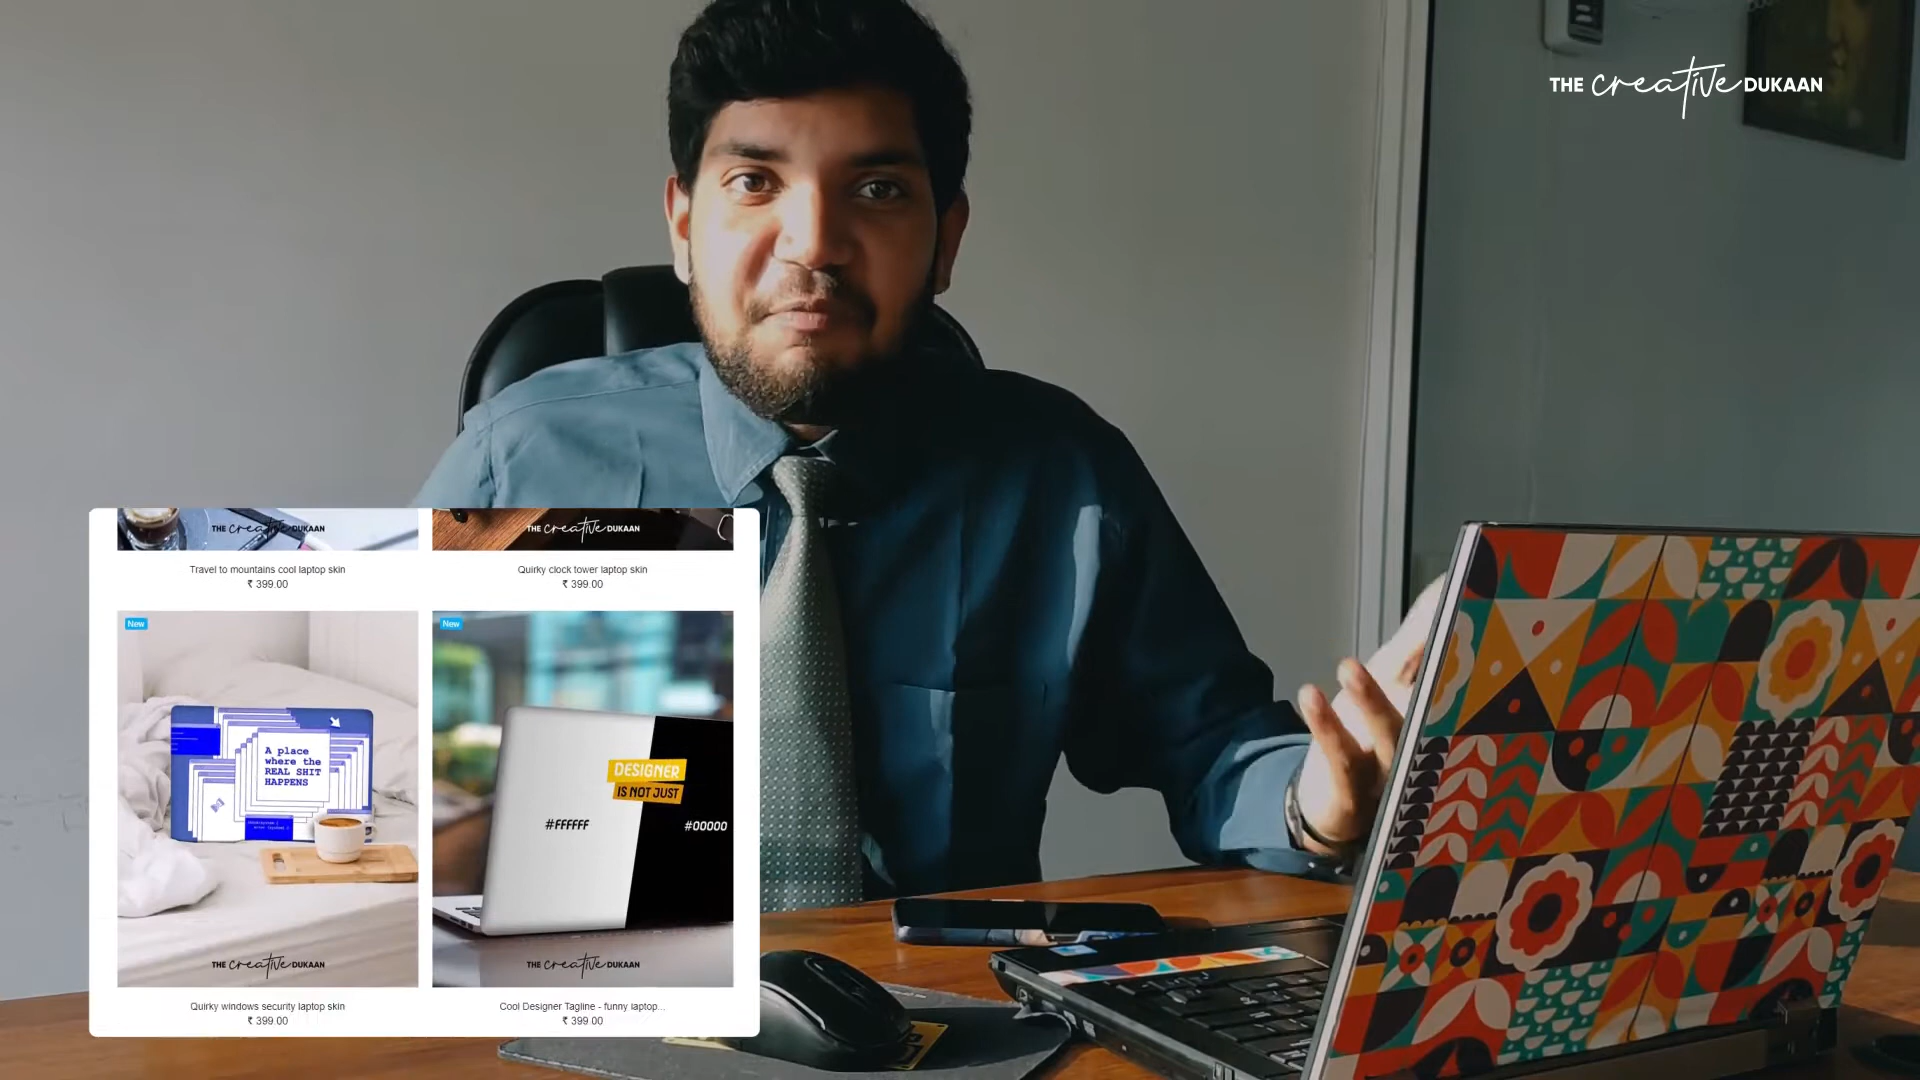 THE creative DUKAAN
THE creative DUKAAN
THE creative DUKAAN
Travel to mountains cool laptop skin
₹ 399.00
Quirky clock tower laptop skin
₹ 399.00
New
New
A place
where the
REAL SHIT
HAPPENS
DESIGNER
IS NOT JUST
#FFFFFF
#00000
THE creative DUKAAN
THE creative DUKAAN
Quirky windows security laptop skin
₹ 399.00
Cool Designer Tagline - funny laptop...
₹ 399.00